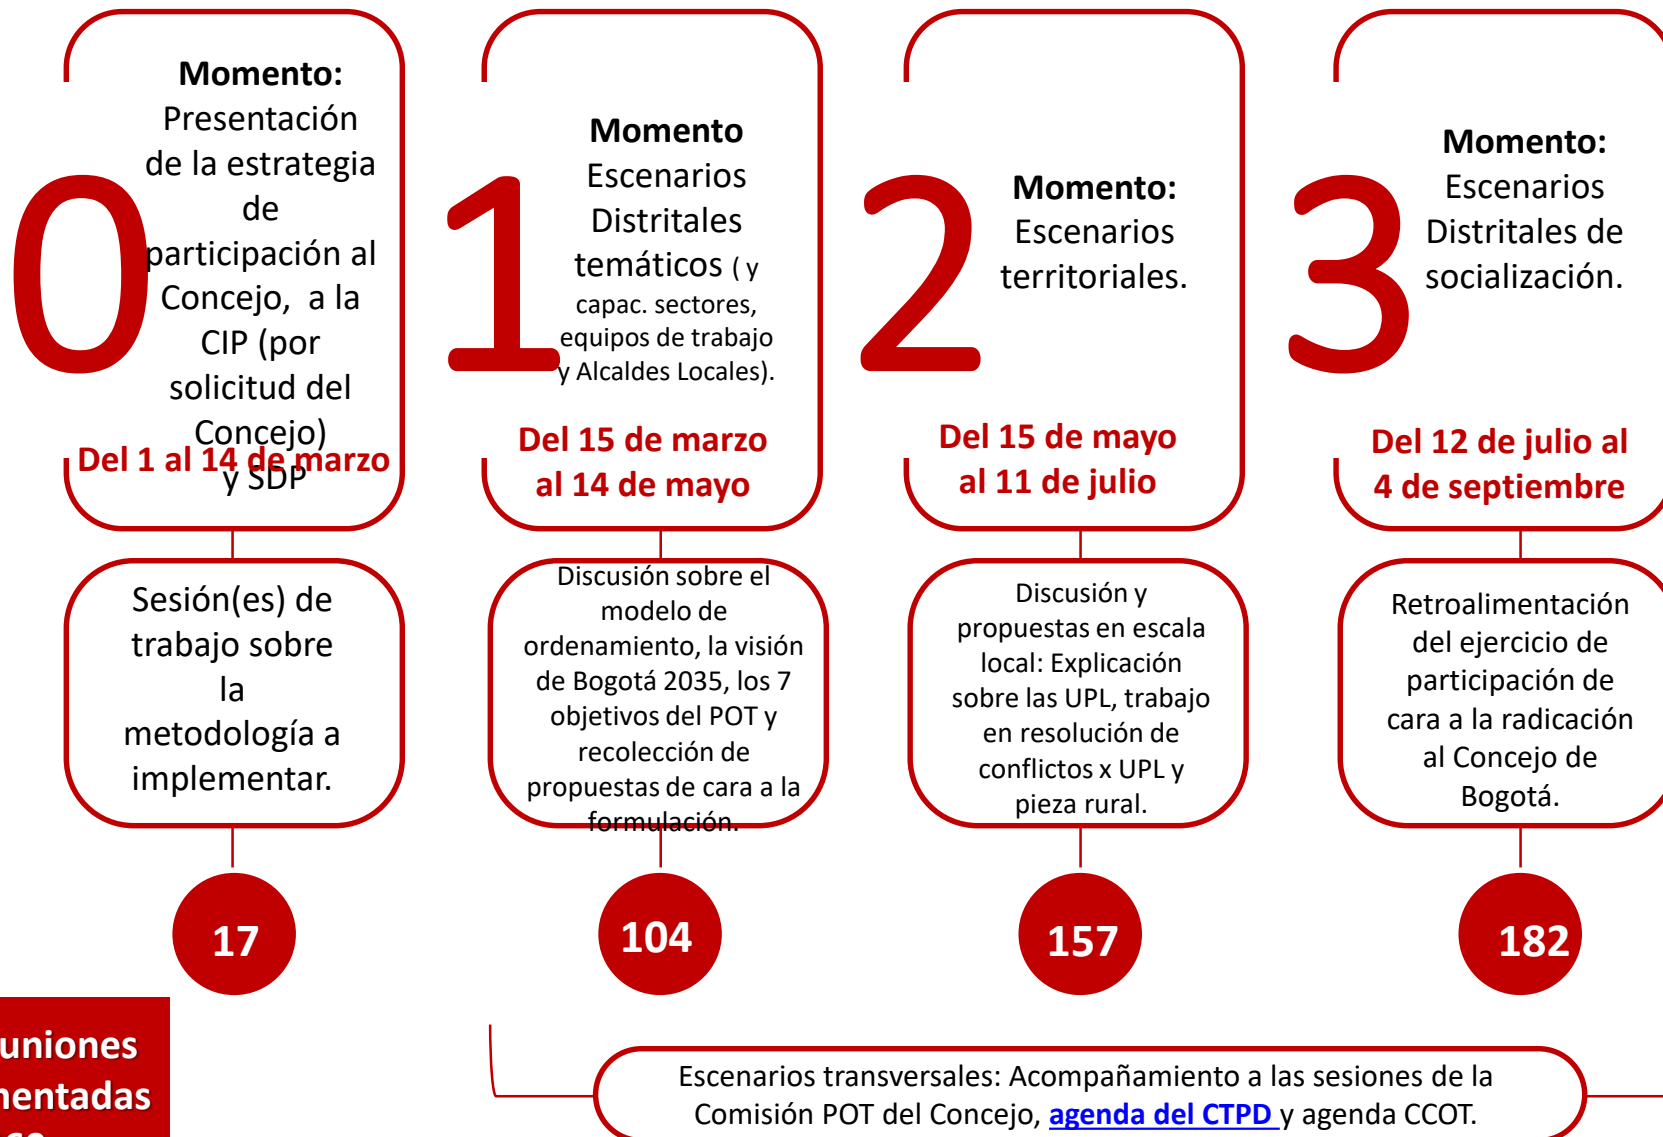 0
Momento:
Presentación
de la estrategia
de
participación al
Concejo, a la
CIP (por
solicitud del
Concejo)
y SDP
Del 1 al 14 de marzo
Sesión(es) de
trabajo sobre
la
metodología a
implementar.
17
1
Momento
Escenarios
Distritales
temáticos ( y
capac. sectores,
equipos de trabajo
y Alcaldes Locales).
Del 15 de marzo
al 14 de mayo
Discusión sobre el
modelo de
ordenamiento, la visión
de Bogotá 2035, los 7
objetivos del POT y
recolección de
propuestas de cara a la
formulación.
104
2
Momento:
Escenarios
territoriales.
Del 15 de mayo
al 11 de julio
Discusión y
propuestas en escala
local: Explicación
sobre las UPL, trabajo
en resolución de
conflictos x UPL y
pieza rural.
157
3
Momento:
Escenarios
Distritales de
socialización.
Del 12 de julio al
4 de septiembre
Retroalimentación
del ejercicio de
participación de
cara a la radicación
al Concejo de
Bogotá.
182
uniones
mentadas
Escenarios transversales: Acompañamiento a las sesiones de la
Comisión POT del Concejo, agenda del CTPD y agenda CCOT.